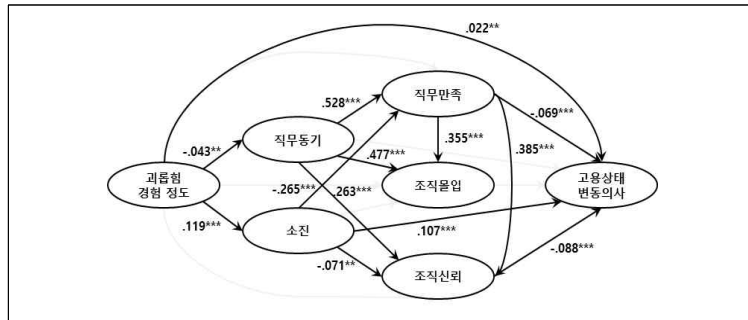 .022**
직무만족
.528***
-.069***
직무동기
.355***
-.043**
.477***
.385***
괴롭힘
경험 정도
조직몰입
고용상태
변동의사
-.265***
.263***
.119***
소진
.107***
-.071**
조직신뢰
-.088***